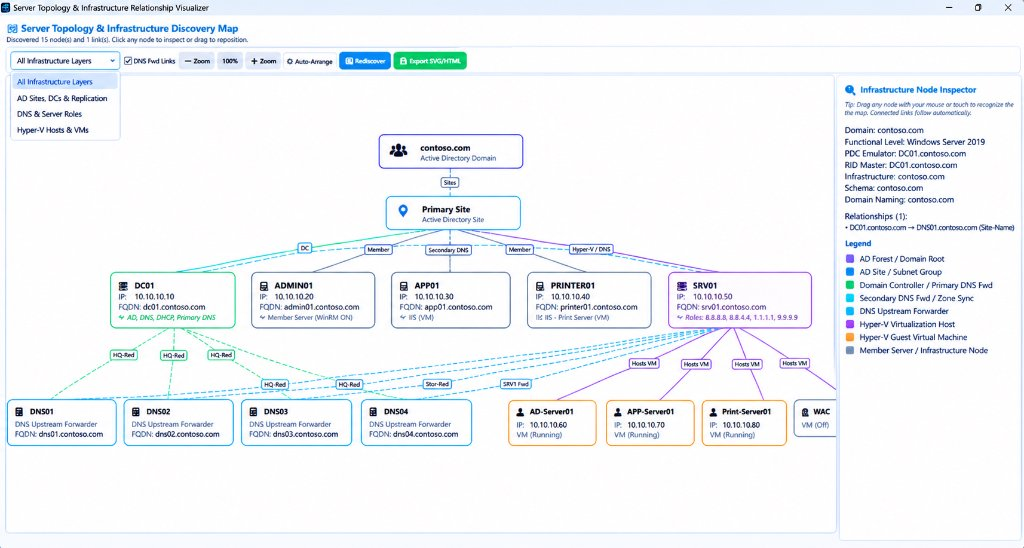 Server Topology & Infrastructure Relationship Visualizer
Server Topology & Infrastructure Discovery Map
Discovered 15 node(s) and 1 link(s). Click any node to inspect or drag to reposition.
All Infrastructure Layers
DNS Fwd Links
Zoom
100%
Zoom
Auto-Arrange
Rediscover
Export SVG/HTML
All Infrastructure Layers
AD Sites, DCs & Replication
DNS & Server Roles
Hyper-V Hosts & VMs
contoso.com
Active Directory Domain
Sites
Primary Site
Active Directory Site
DC
Member
Secondary DNS
Member
Hyper-V / DNS
DC01
IP: 10.10.10.10
FQDN: dc01.contoso.com
AD, DNS, DHCP, Primary DNS
ADMIN01
IP: 10.10.10.20
FQDN: admin01.contoso.com
Member Server (WinRM ON)
APP01
IP: 10.10.10.30
FQDN: app01.contoso.com
IIS (VM)
PRINTER01
IP: 10.10.10.40
FQDN: printer01.contoso.com
IIS - Print Server (VM)
SRV01
IP: 10.10.10.50
FQDN: srv01.contoso.com
Roles: 8.8.8.8, 8.8.4.4, 1.1.1.1, 9.9.9.9
HQ-Red
HQ-Red
HQ-Red
HQ-Red
HQ-Red
Stor-Red
SRV1 Fwd
Hosts VM
Hosts VM
Hosts VM
Hosts VM
DNS01
DNS Upstream Forwarder
FQDN: dns01.contoso.com
DNS02
DNS Upstream Forwarder
FQDN: dns02.contoso.com
DNS03
DNS Upstream Forwarder
FQDN: dns03.contoso.com
DNS04
DNS Upstream Forwarder
FQDN: dns04.contoso.com
AD-Server01
IP: 10.10.10.60
VM (Running)
APP-Server01
IP: 10.10.10.70
VM (Running)
Print-Server01
IP: 10.10.10.80
VM (Running)
WAC
VM (Off)
Infrastructure Node Inspector
Tip: Drag any node with your mouse or touch to recognize the
the map. Connected links follow automatically.
Domain: contoso.com
Functional Level: Windows Server 2019
PDC Emulator: DC01.contoso.com
RID Master: DC01.contoso.com
Infrastructure: contoso.com
Schema: contoso.com
Domain Naming: contoso.com
Relationships (1):
• DC01.contoso.com → DNS01.contoso.com (Site-Name)
Legend
AD Forest / Domain Root
AD Site / Subnet Group
Domain Controller / Primary DNS Fwd
Secondary DNS Fwd / Zone Sync
DNS Upstream Forwarder
Hyper-V Virtualization Host
Hyper-V Guest Virtual Machine
Member Server / Infrastructure Node